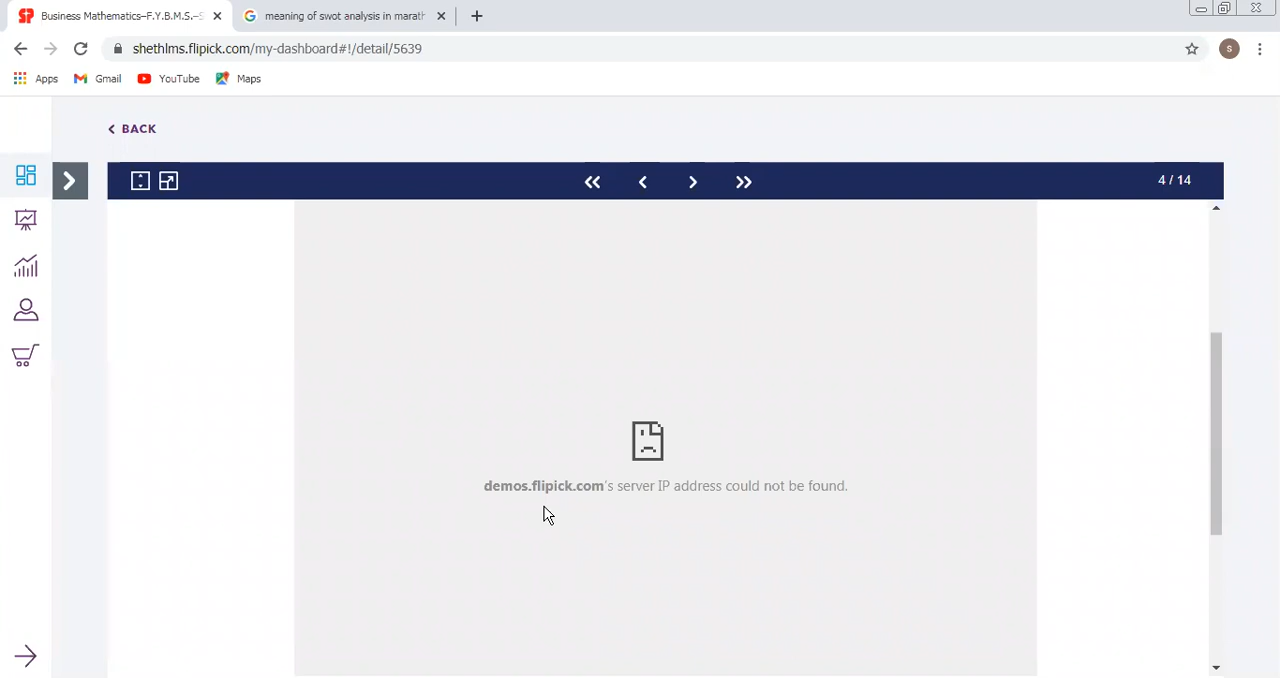 Business Mathematics–F.Y.B.M.S.–S
meaning of swot analysis in marath
shethlms.flipick.com/my-dashboard#!/detail/5639
S
Apps
Gmail
YouTube
Maps
BACK
4 / 14
demos.flipick.com's server IP address could not be found.